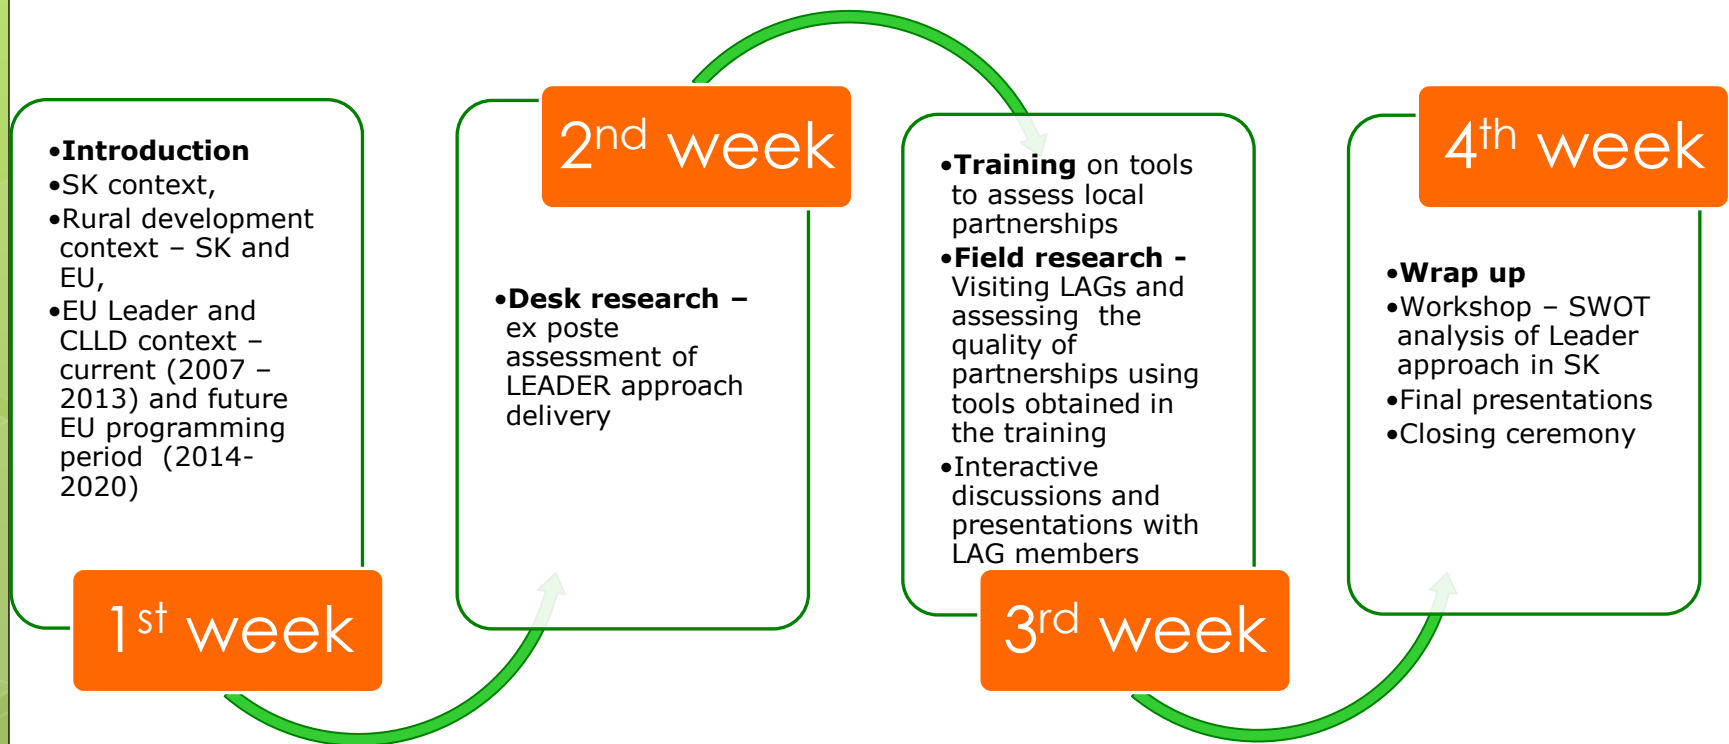 •Introduction
•SK context,
•Rural development
context – SK and
EU,
•EU Leader and
CLLD context –
current (2007 –
2013) and future
EU programming
period (2014-
2020)
1st week
2nd week
•Desk research –
ex poste
assessment of
LEADER approach
delivery
•Training on tools
to assess local
partnerships
•Field research -
Visiting LAGs and
assessing the
quality of
partnerships using
tools obtained in
the training
•Interactive
discussions and
presentations with
LAG members
3rd week
4th week
•Wrap up
•Workshop – SWOT
analysis of Leader
approach in SK
•Final presentations
•Closing ceremony